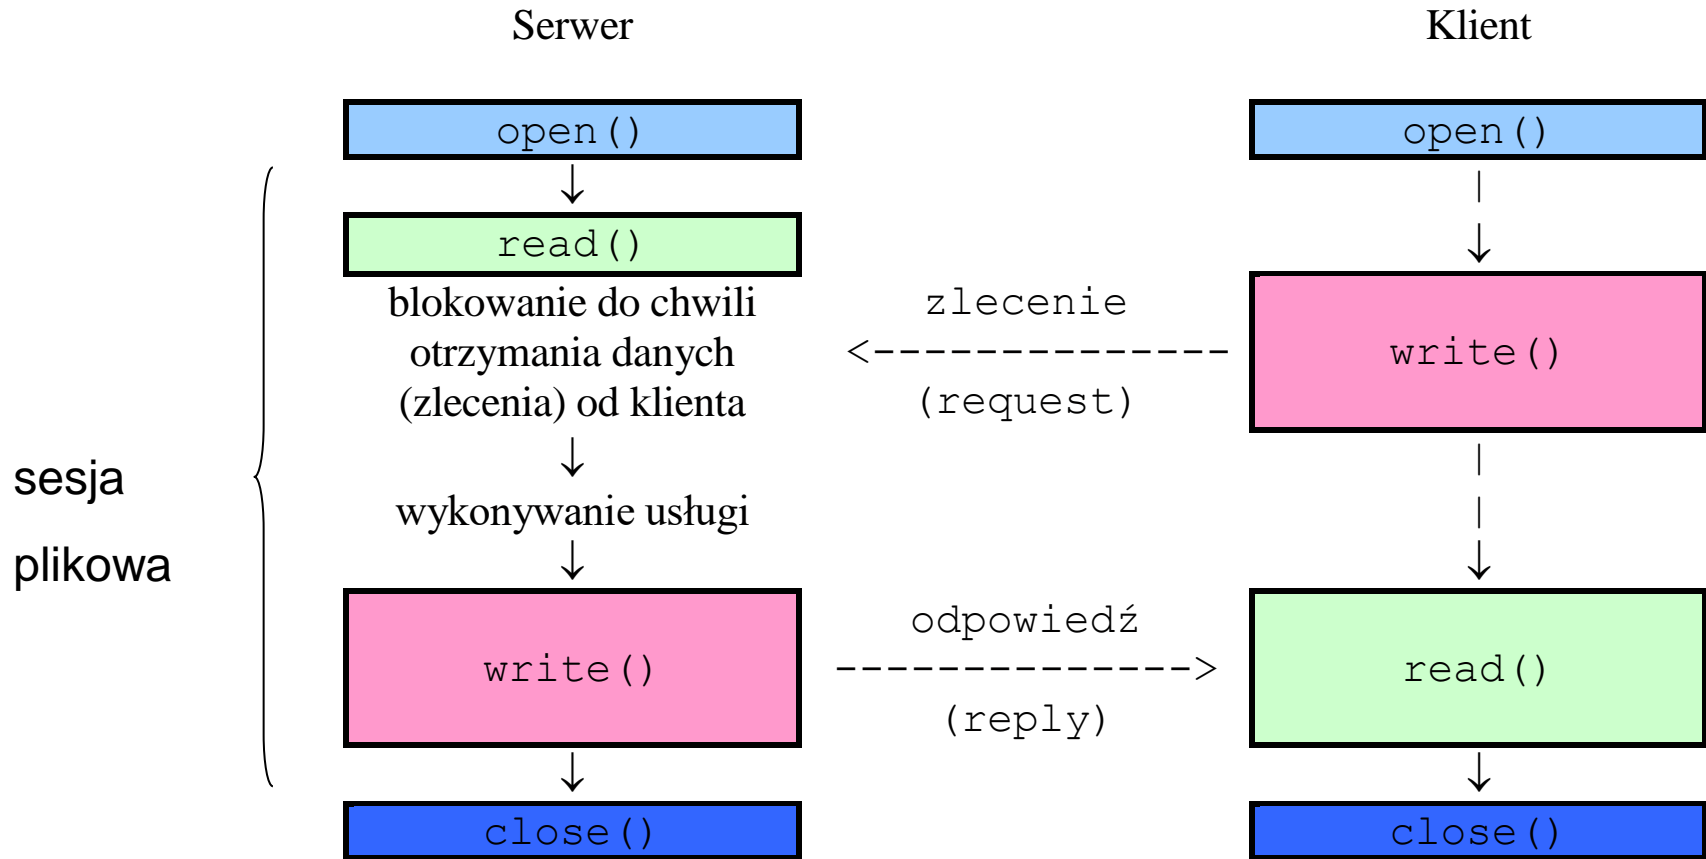 Serwer
Klient
open()
open()
read()
blokowanie do chwili
otrzymania danych
(zlecenia) od klienta
zlecenie
<--------------
(request)
write()
sesja
plikowa
wykonywanie usługi
write()
odpowiedź
-------------->
(reply)
read()
close()
close()